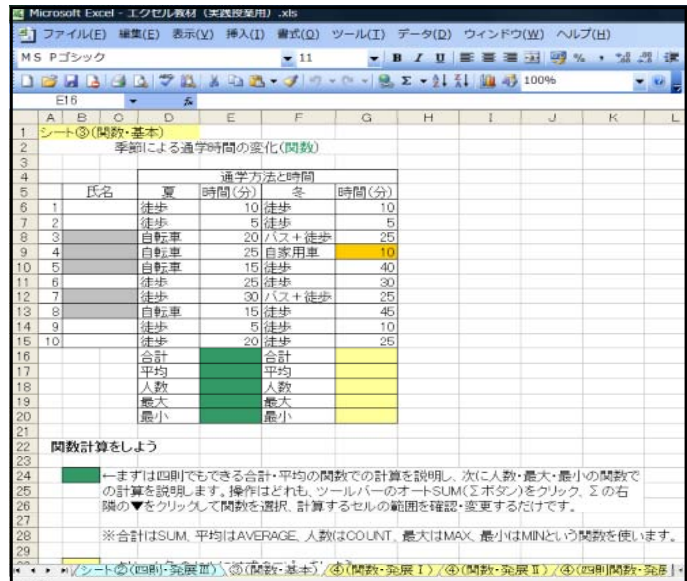 Microsoft Excel - エクセル教材 (実践授業用) .xls
ファイル(F) 編集(E) 表示(V) 挿入(I) 書式(O) ツール(T) データ(D) ウィンドウ(W) ヘルプ(H)
MS Pゴシック 11 B I U
100%
E16 fx
A B C D E F G H I J K L
1 シート③(関数・基本)
2 季節による通学時間の変化(関数)
3
4 通学方法と時間
5 氏名 夏 時間(分) 冬 時間(分)
6 1 徒歩 10 徒歩 10
7 2 徒歩 5 徒歩 5
8 3 自転車 20 バス+徒歩 25
9 4 自転車 25 自家用車 10
10 5 自転車 15 徒歩 40
11 6 徒歩 25 徒歩 30
12 7 徒歩 30 バス+徒歩 25
13 8 自転車 15 徒歩 45
14 9 徒歩 5 徒歩 10
15 10 徒歩 20 徒歩 25
16 合計 合計
17 平均 平均
18 人数 人数
19 最大 最大
20 最小 最小
21
22 関数計算をしよう
23
24 ←まずは四則でもできる合計・平均の関数での計算を説明し、次に人数・最大・最小の関数で
25 の計算を説明します。操作はどれも、ツールバーのオートSUM(Σボタン)をクリック、Σの右
26 隣の▼をクリックして関数を選択、計算するセルの範囲を確認・変更するだけです。
27
28 ※合計はSUM、平均はAVERAGE、人数はCOUNT、最大はMAX、最小はMINという関数を使います。
29
シート②(四則・発展Ⅲ) ③(関数・基本) ④(関数・発展Ⅰ) ④(関数・発展Ⅱ) ④(四則関数・発展